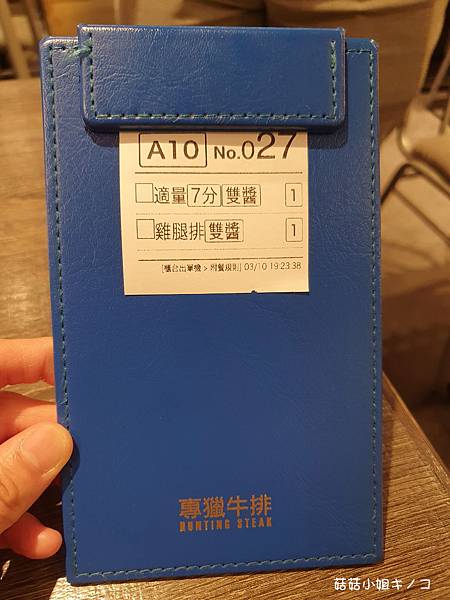 A10 No.027
適量 7分 雙醬 1
雞腿排 雙醬 1
[櫃台出單機 > 附餐規則] 03/10 19:23:38
專獵牛排
HUNTING STEAK
菇菇小姐キノコ